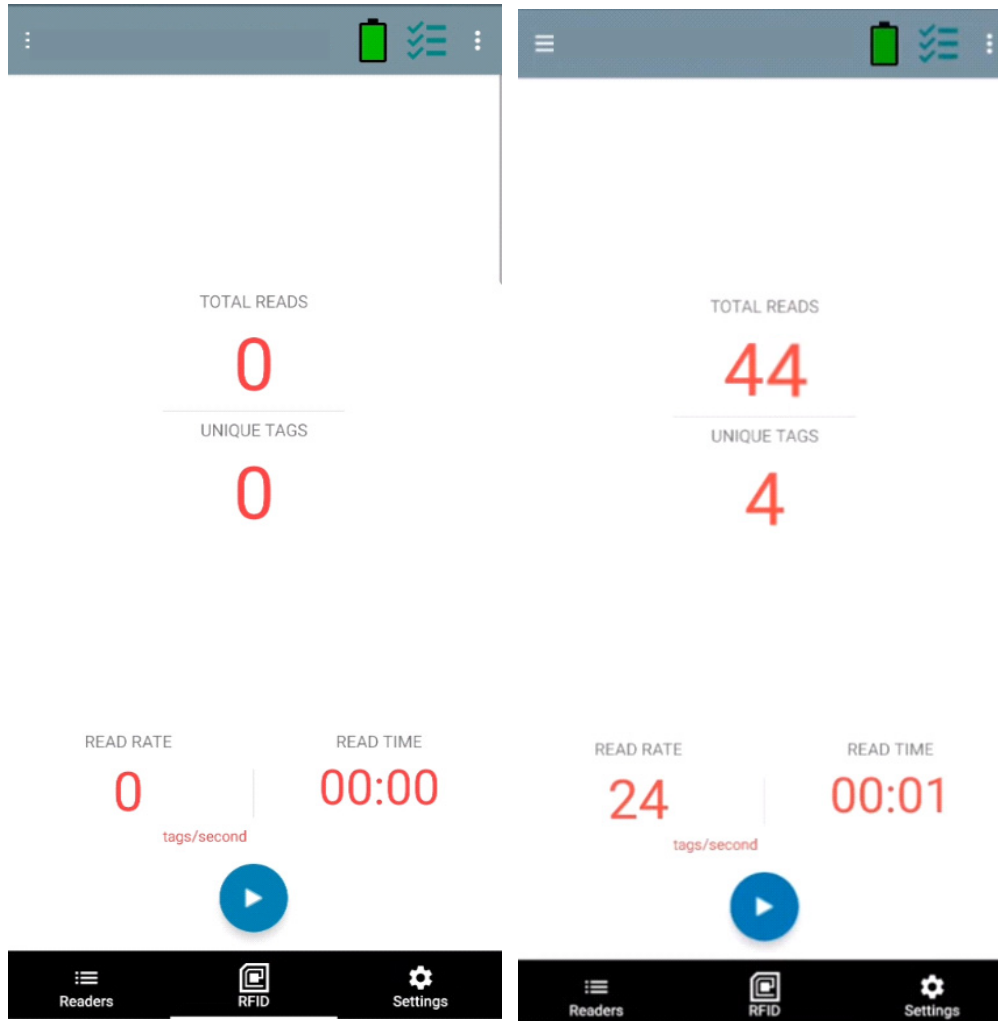 TOTAL READS
0
UNIQUE TAGS
0
READ RATE
0
tags/second
READ TIME
00:00
Readers
RFID
Settings
TOTAL READS
44
UNIQUE TAGS
4
READ RATE
24
tags/second
READ TIME
00:01
Readers
RFID
Settings